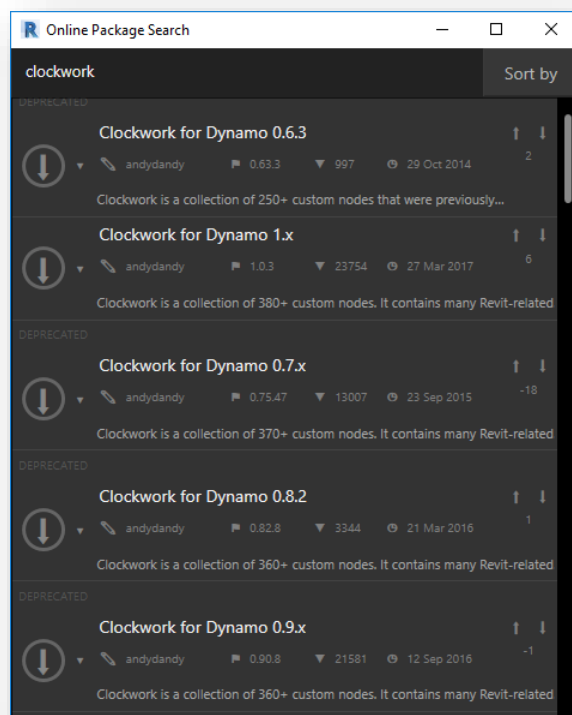 Online Package Search
clockwork
Sort by
DEPRECATED
Clockwork for Dynamo 0.6.3
andydandy 0.63.3 997 29 Oct 2014
2
Clockwork is a collection of 250+ custom nodes that were previously...
Clockwork for Dynamo 1.x
andydandy 1.0.3 23754 27 Mar 2017
6
Clockwork is a collection of 380+ custom nodes. It contains many Revit-related
DEPRECATED
Clockwork for Dynamo 0.7.x
andydandy 0.75.47 13007 23 Sep 2015
-18
Clockwork is a collection of 370+ custom nodes. It contains many Revit-related
DEPRECATED
Clockwork for Dynamo 0.8.2
andydandy 0.82.8 3344 21 Mar 2016
1
Clockwork is a collection of 360+ custom nodes. It contains many Revit-related
DEPRECATED
Clockwork for Dynamo 0.9.x
andydandy 0.90.8 21581 12 Sep 2016
-1
Clockwork is a collection of 360+ custom nodes. It contains many Revit-related